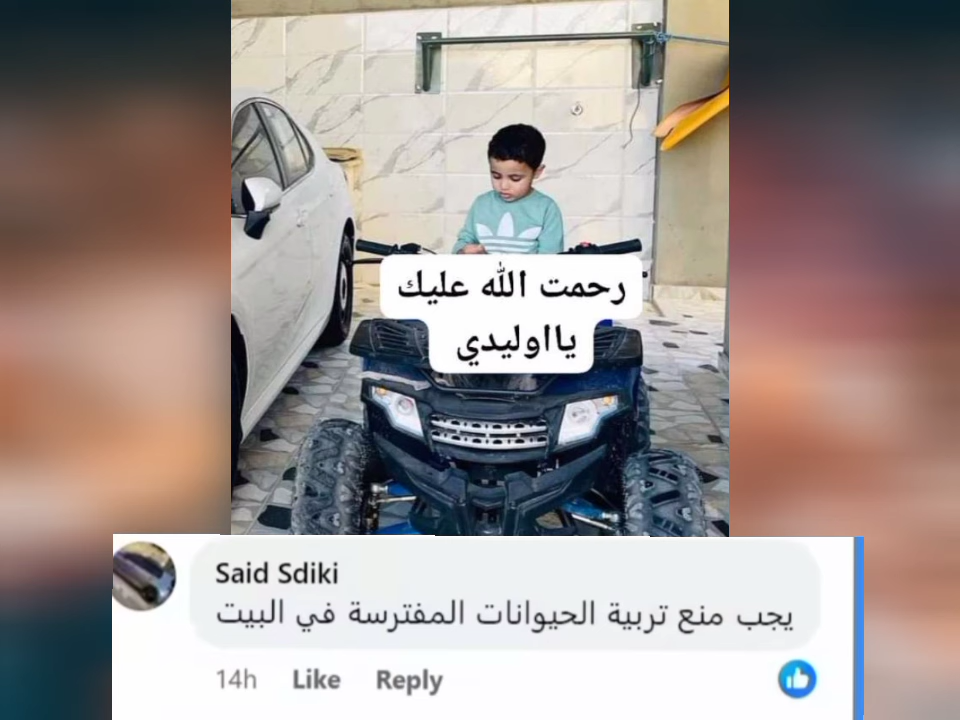 رحمت الله عليك
يااوليدي
Said Sdiki
يجب منع تربية الحيوانات المفترسة في البيت
14h Like Reply